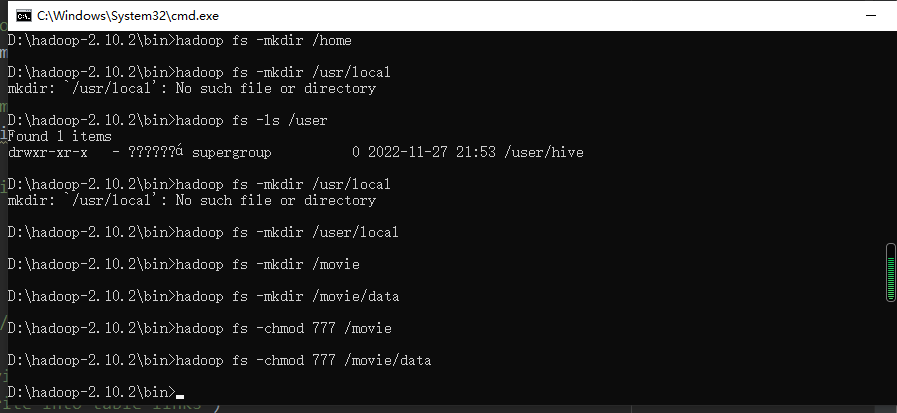 C:\Windows\System32\cmd.exe
D:\hadoop-2.10.2\bin>hadoop fs -mkdir /home
D:\hadoop-2.10.2\bin>hadoop fs -mkdir /usr/local
mkdir: `/usr/local': No such file or directory
D:\hadoop-2.10.2\bin>hadoop fs -ls /user
Found 1 items
drwxr-xr-x   - ??????á supergroup          0 2022-11-27 21:53 /user/hive
D:\hadoop-2.10.2\bin>hadoop fs -mkdir /usr/local
mkdir: `/usr/local': No such file or directory
D:\hadoop-2.10.2\bin>hadoop fs -mkdir /user/local
D:\hadoop-2.10.2\bin>hadoop fs -mkdir /movie
D:\hadoop-2.10.2\bin>hadoop fs -mkdir /movie/data
D:\hadoop-2.10.2\bin>hadoop fs -chmod 777 /movie
D:\hadoop-2.10.2\bin>hadoop fs -chmod 777 /movie/data
D:\hadoop-2.10.2\bin>